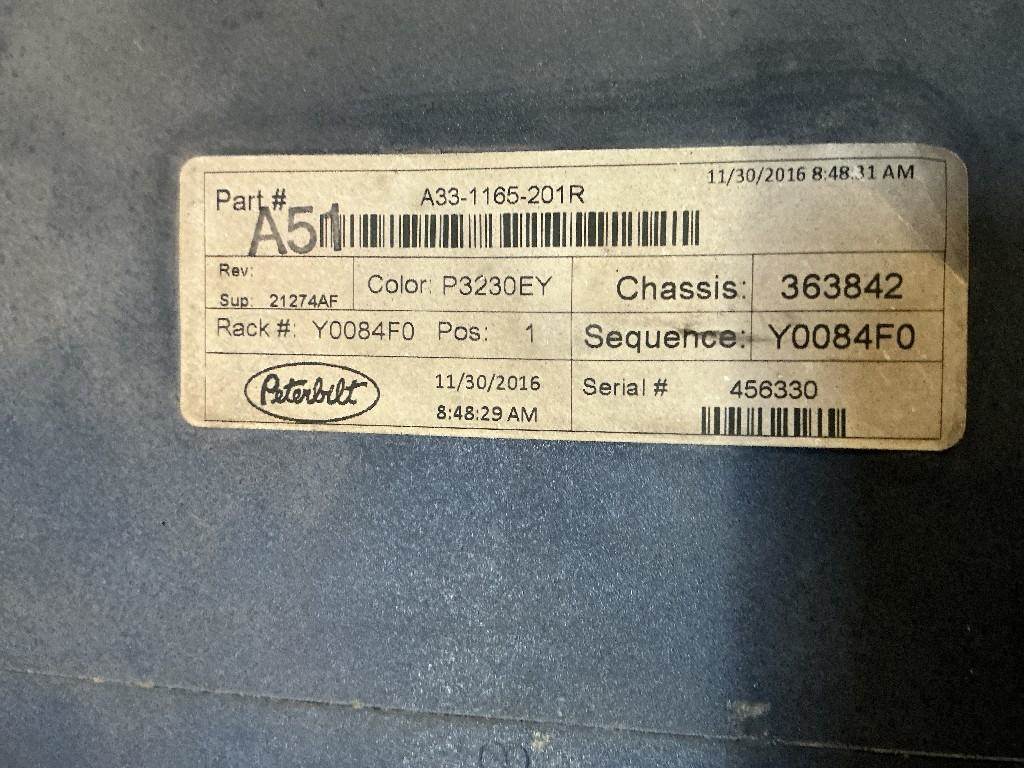 11/30/2016 8:48:31 AM
Part # A33-1165-201R
A51
Rev:
Sup: 21274AF
Color: P3230EY
Chassis: 363842
Rack #: Y0084F0 Pos: 1
Sequence: Y0084F0
Peterbilt
11/30/2016
8:48:29 AM
Serial # 456330